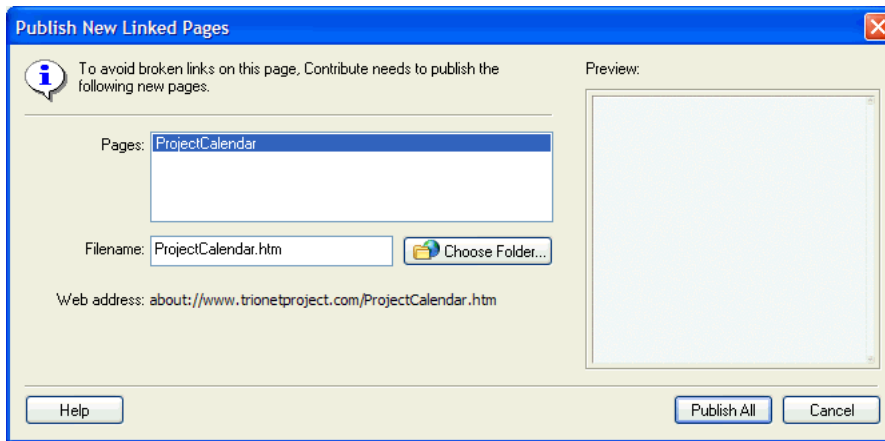 Publish New Linked Pages
To avoid broken links on this page, Contribute needs to publish the
following new pages.
Preview:
Pages: ProjectCalendar
Filename: ProjectCalendar.htm Choose Folder...
Web address: about://www.trionetproject.com/ProjectCalendar.htm
Help Publish All Cancel